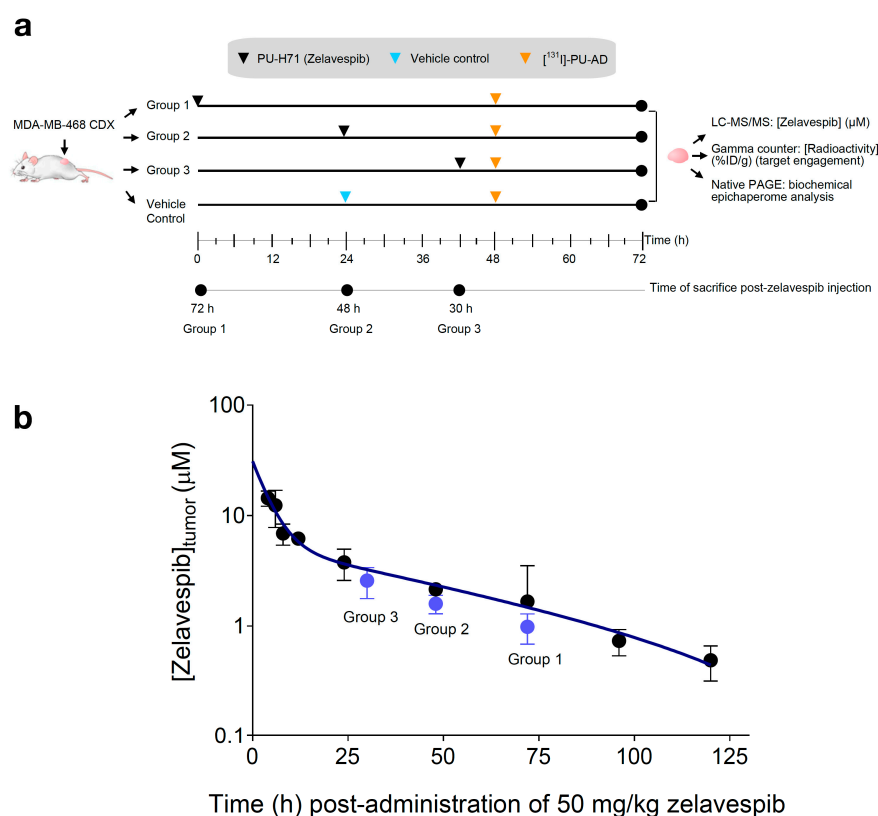 a
PU-H71 (Zelavespib)
Vehicle control
[¹³¹I]-PU-AD
MDA-MB-468 CDX
Group 1
Group 2
Group 3
Vehicle
Control
LC-MS/MS: [Zelavespib] (µM)
Gamma counter: [Radioactivity]
(%ID/g) (target engagement)
Native PAGE: biochemical
epichaperome analysis
Time (h)
0 12 24 36 48 60 72
Time of sacrifice post-zelavespib injection
72 h 48 h 30 h
Group 1 Group 2 Group 3
b
[Zelavespib]tumor (µM)
100
10
1
0.1
Group 3
Group 2
Group 1
0 25 50 75 100 125
Time (h) post-administration of 50 mg/kg zelavespib